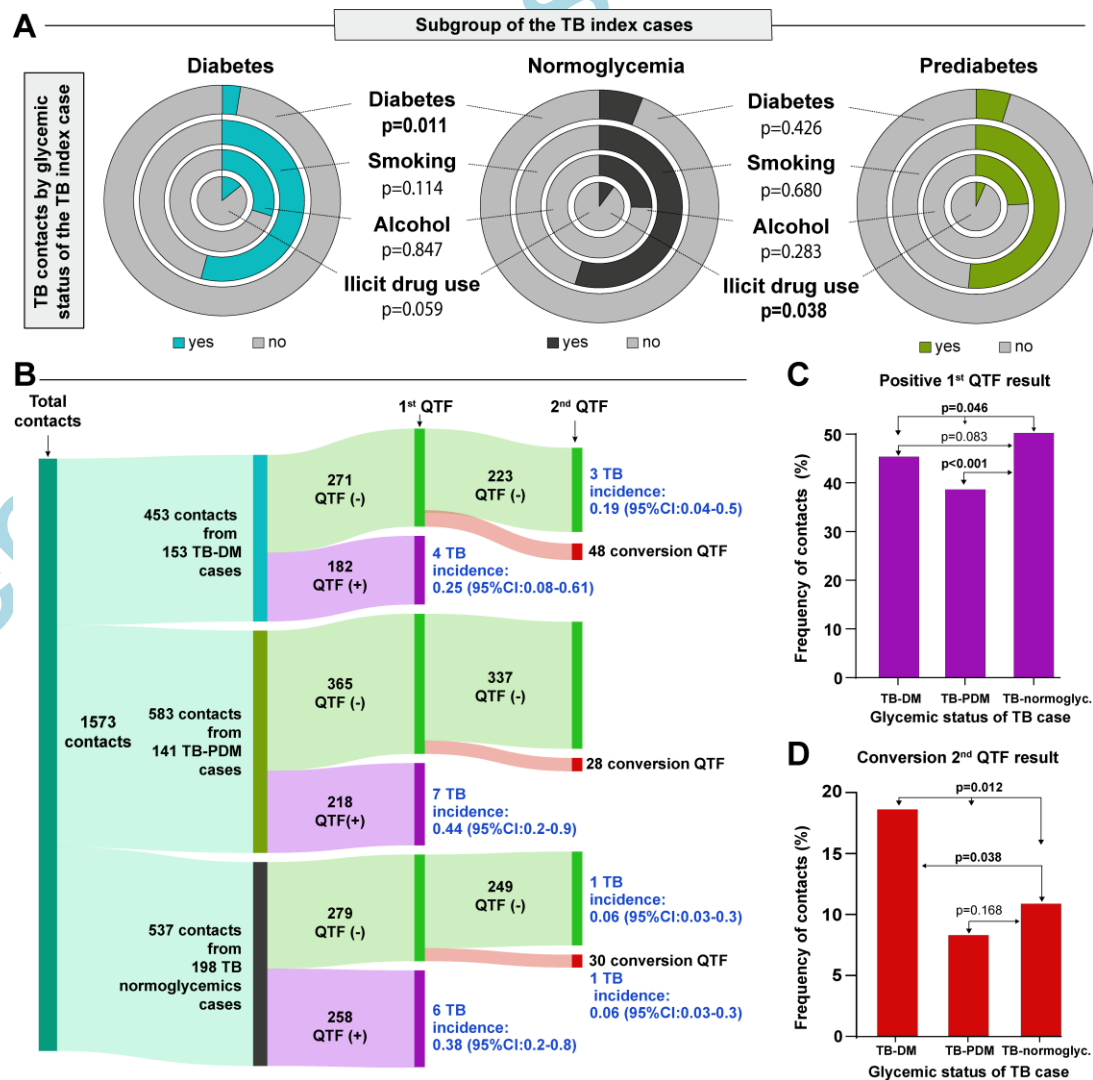 A
Subgroup of the TB index cases
TB contacts by glycemic
status of the TB index case
Diabetes
Normoglycemia
Prediabetes
Diabetes
p=0.011
Smoking
p=0.114
Alcohol
p=0.847
Ilicit drug use
p=0.059
Diabetes
p=0.426
Smoking
p=0.680
Alcohol
p=0.283
Ilicit drug use
p=0.038
yes no
yes no
yes no
B
Total
contacts
1st QTF
2nd QTF
1573
contacts
453 contacts
from
153 TB-DM
cases
271
QTF (-)
223
QTF (-)
3 TB
incidence:
0.19 (95%CI:0.04-0.5)
48 conversion QTF
182
QTF (+)
4 TB
incidence:
0.25 (95%CI:0.08-0.61)
583 contacts
from
141 TB-PDM
cases
365
QTF (-)
337
QTF (-)
28 conversion QTF
218
QTF(+)
7 TB
incidence:
0.44 (95%CI:0.2-0.9)
537 contacts
from
198 TB
normoglycemics
cases
279
QTF (-)
249
QTF (-)
1 TB
incidence:
0.06 (95%CI:0.03-0.3)
30 conversion QTF
1 TB
incidence:
0.06 (95%CI:0.03-0.3)
258
QTF (+)
6 TB
incidence:
0.38 (95%CI:0.2-0.8)
C
Positive 1st QTF result
p=0.046
p=0.083
p<0.001
Frequency of contacts (%)
50
40
30
20
10
0
TB-DM TB-PDM TB-normoglyc.
Glycemic status of TB case
D
Conversion 2nd QTF result
p=0.012
p=0.038
p=0.168
Frequency of contacts (%)
20
15
10
5
0
TB-DM TB-PDM TB-normoglyc.
Glycemic status of TB case